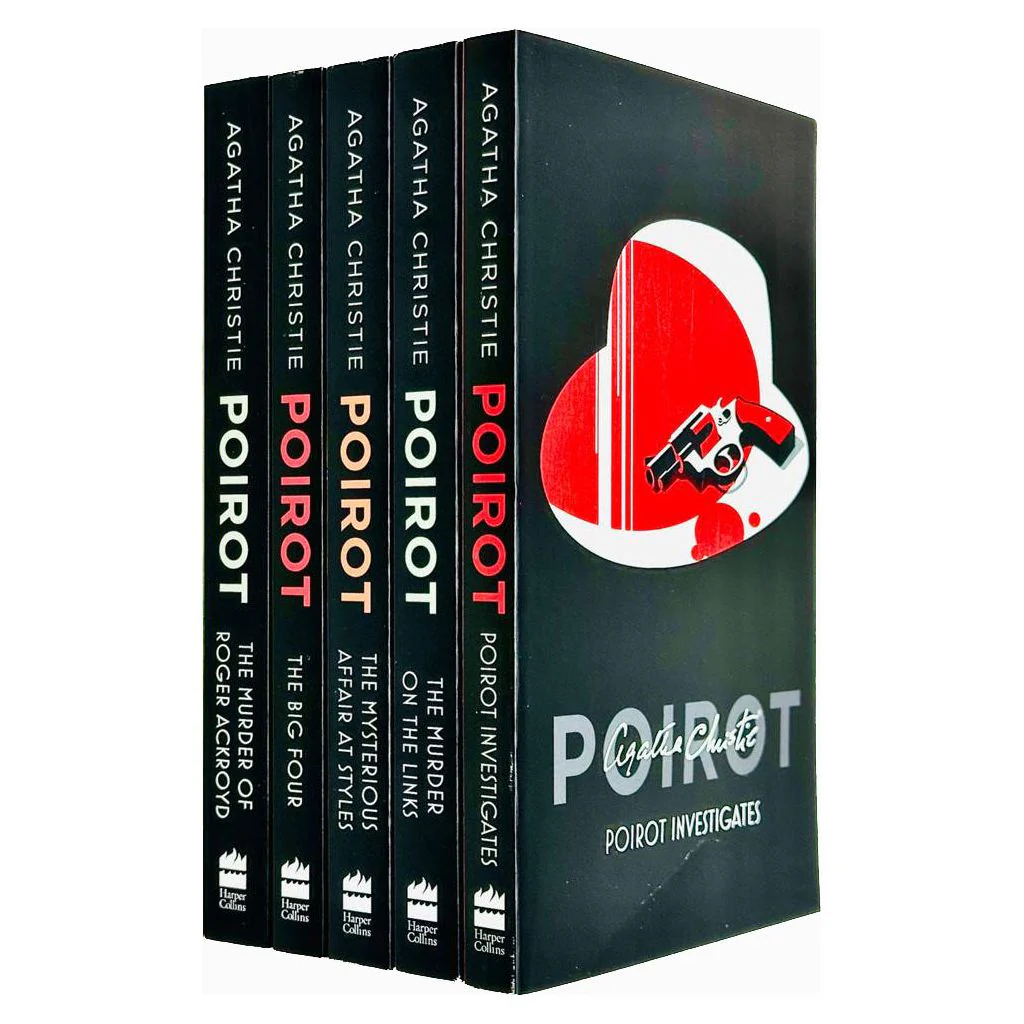 AGATHA CHRISTIE POIROT
THE MURDER OF
ROGER ACKROYD
Harper
Collins
AGATHA CHRISTIE POIROT
THE BIG FOUR
Harper
Collins
AGATHA CHRISTIE POIROT
THE MYSTERIOUS
AFFAIR AT STYLES
Harper
Collins
AGATHA CHRISTIE POIROT
THE MURDER
ON THE LINKS
Harper
Collins
AGATHA CHRISTIE POIROT POIROT INVESTIGATES
Harper
Collins
POIROT
Agatha Christie
POIROT INVESTIGATES